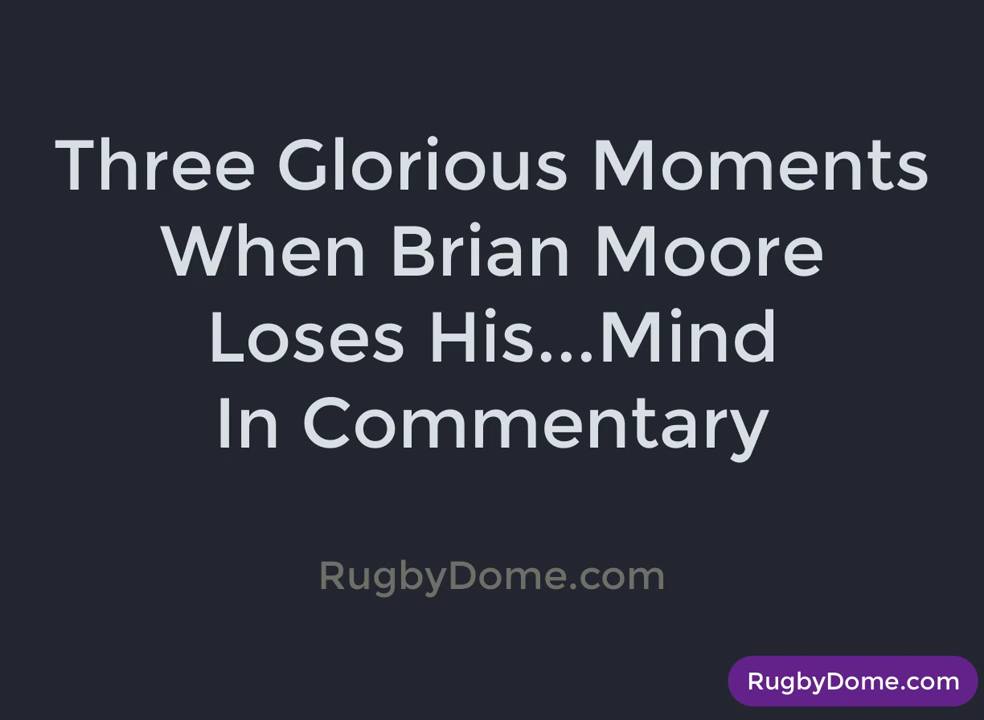 Three Glorious Moments
When Brian Moore
Loses His...Mind
In Commentary
RugbyDome.com
RugbyDome.com